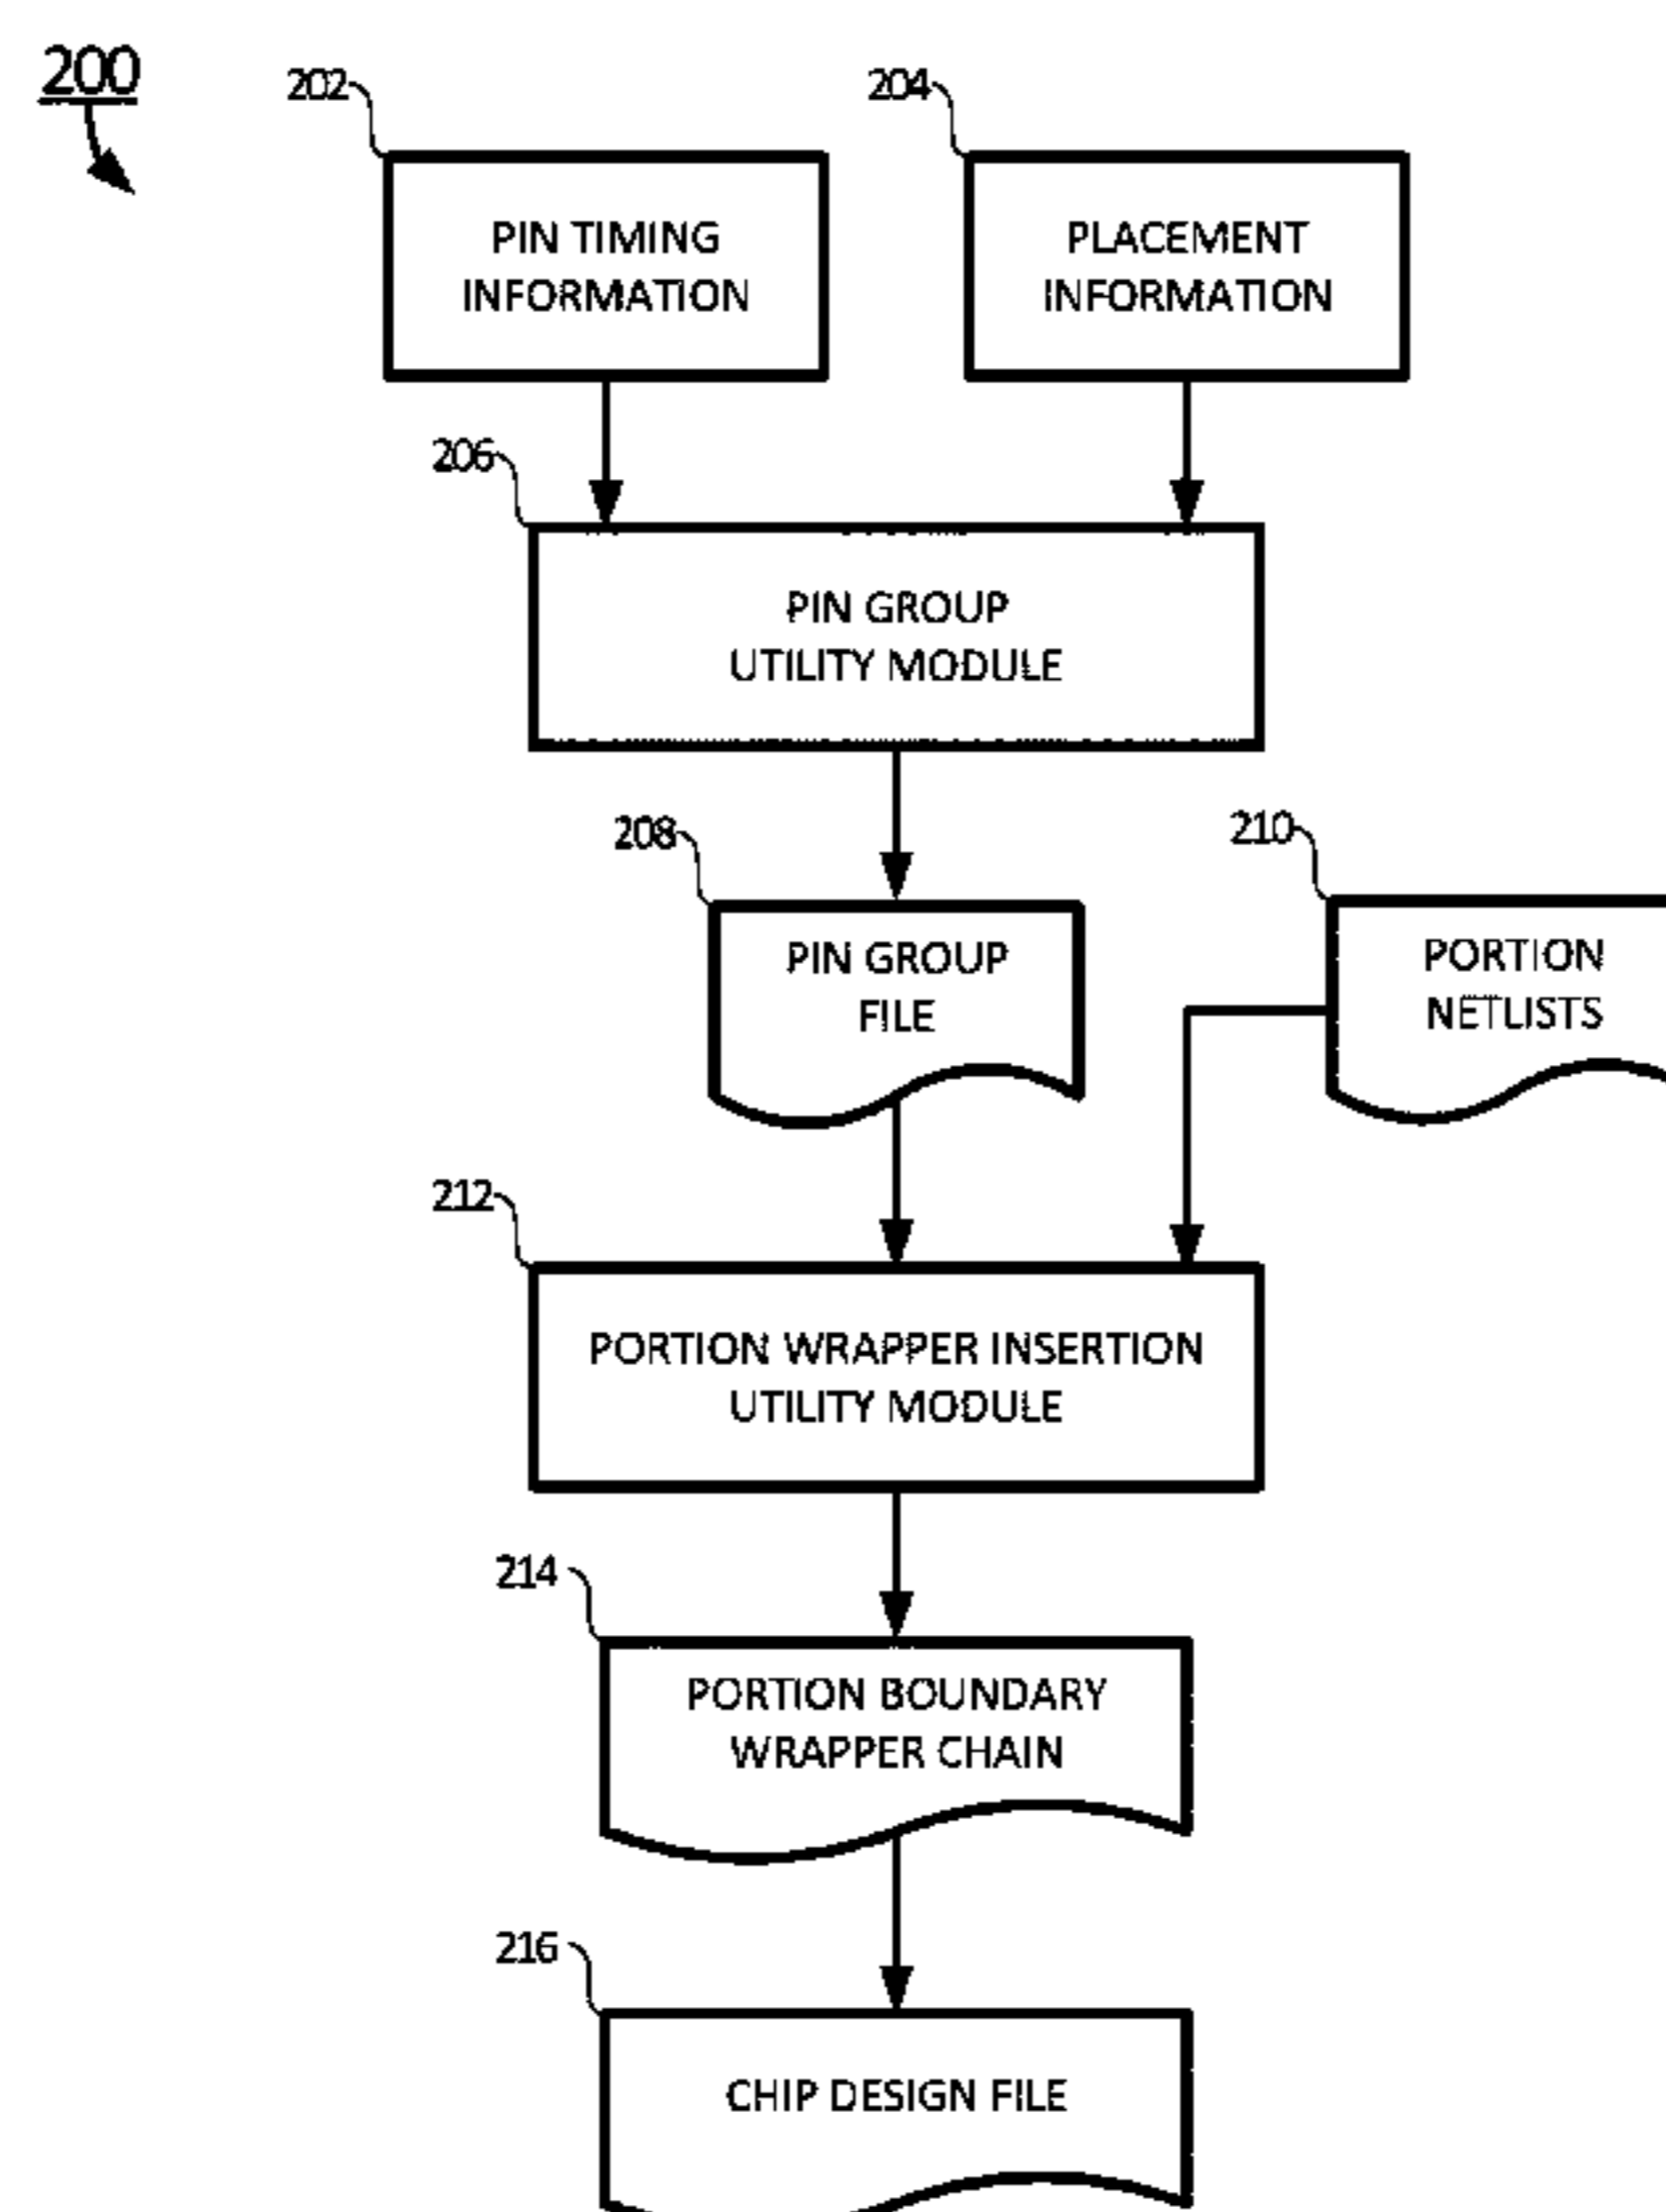 200
202
204
PIN TIMING
INFORMATION
PLACEMENT
INFORMATION
206
PIN GROUP
UTILITY MODULE
208
210
PIN GROUP
FILE
PORTION
NETLISTS
212
PORTION WRAPPER INSERTION
UTILITY MODULE
214
PORTION BOUNDARY
WRAPPER CHAIN
216
CHIP DESIGN FILE